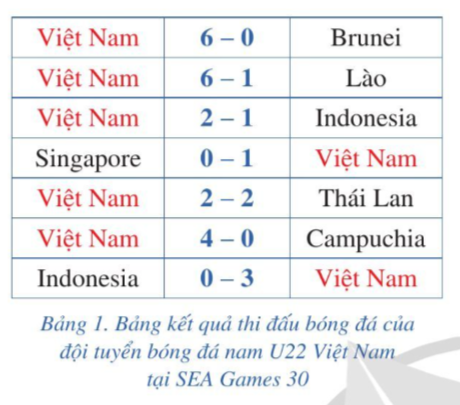 Việt Nam 6 – 0 Brunei
Việt Nam 6 – 1 Lào
Việt Nam 2 – 1 Indonesia
Singapore 0 – 1 Việt Nam
Việt Nam 2 – 2 Thái Lan
Việt Nam 4 – 0 Campuchia
Indonesia 0 – 3 Việt Nam
Bảng 1. Bảng kết quả thi đấu bóng đá của
đội tuyển bóng đá nam U22 Việt Nam
tại SEA Games 30